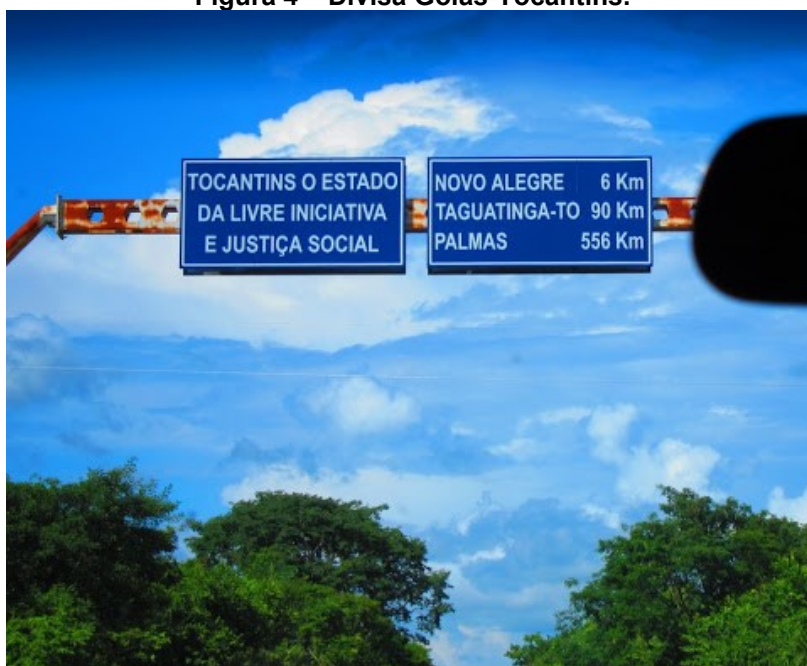 Figura 4 – Divisa Goiás-Tocantins.
TOCANTINS O ESTADO
DA LIVRE INICIATIVA
E JUSTIÇA SOCIAL
NOVO ALEGRE 6 Km
TAGUATINGA-TO 90 Km
PALMAS 556 Km